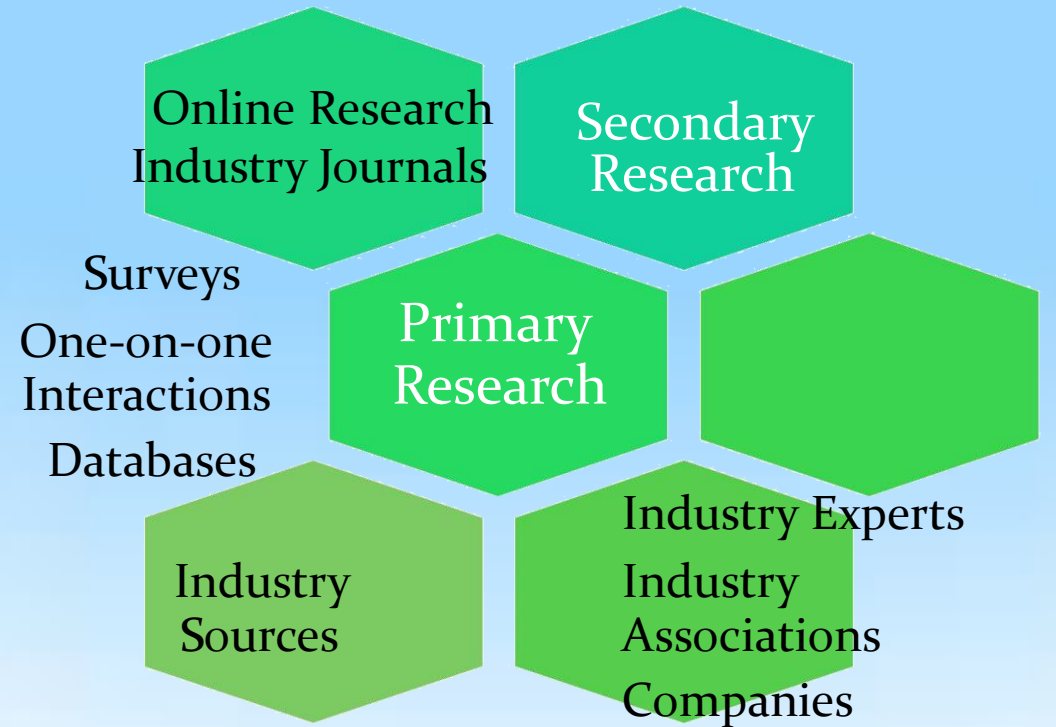 Online Research
Industry Journals
Secondary
Research
Surveys
One-on-one
Interactions
Databases
Primary
Research
Industry
Sources
Industry Experts
Industry
Associations
Companies